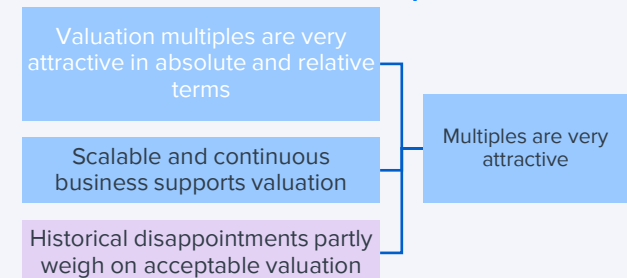 Valuation multiples are very
attractive in absolute and relative
terms
Scalable and continuous
business supports valuation
Historical disappointments partly
weigh on acceptable valuation
Multiples are very
attractive